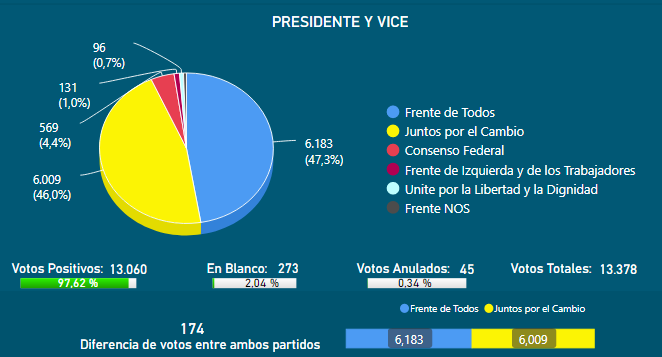 PRESIDENTE Y VICE
96
(0,7%)
131
(1,0%)
569
(4,4%)
6.009
(46,0%)
6.183
(47,3%)
Frente de Todos
Juntos por el Cambio
Consenso Federal
Frente de Izquierda y de los Trabajadores
Unite por la Libertad y la Dignidad
Frente NOS
Votos Positivos: 13.060
97,62 %
En Blanco: 273
2,04 %
Votos Anulados: 45
0,34 %
Votos Totales: 13.378
174
Diferencia de votos entre ambos partidos
Frente de Todos Juntos por el Cambio
6,183 6,009